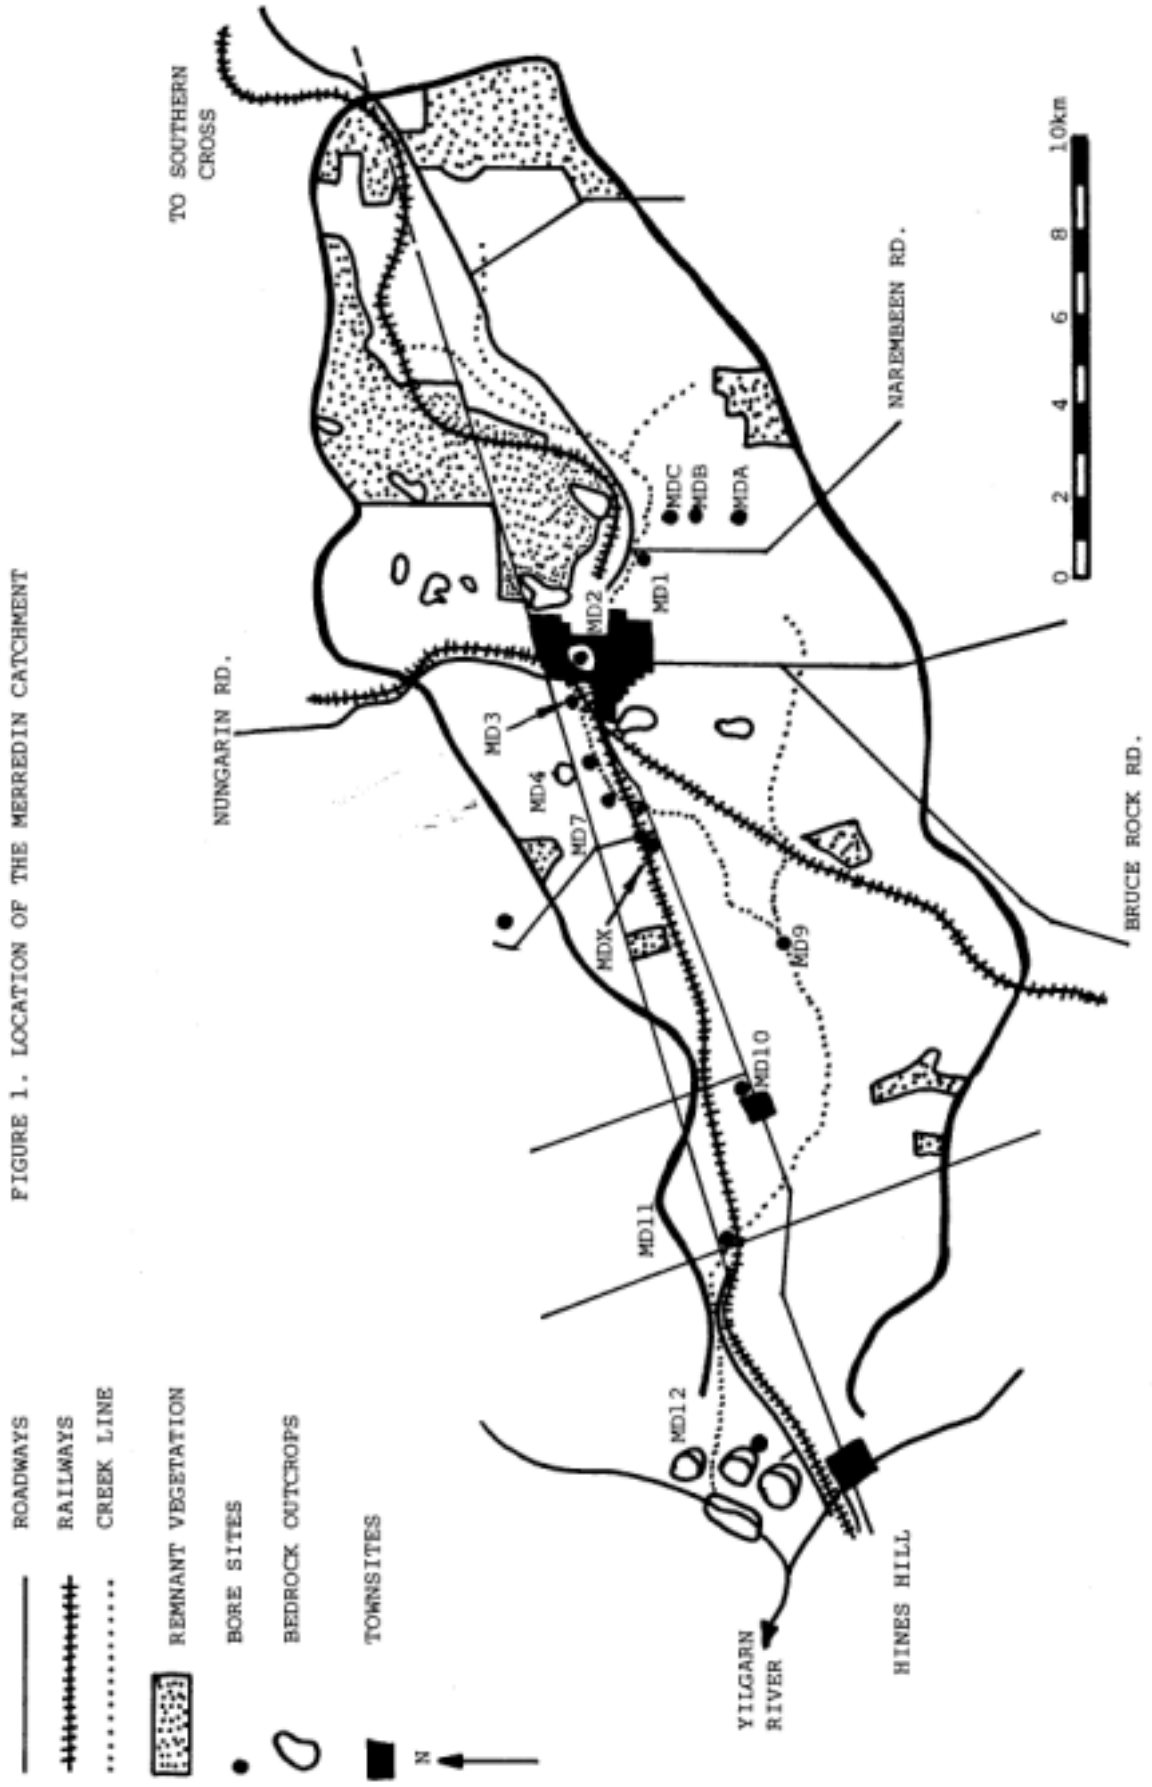 FIGURE 1. LOCATION OF THE MERREDIN CATCHMENT
ROADWAYS
RAILWAYS
CREEK LINE
REMNANT VEGETATION
BORE SITES
BEDROCK OUTCROPS
TOWNSITES
N
TO SOUTHERN
CROSS
NUNGARIN RD.
MD3
MD4
MD7
MDX
MD2
MD1
MDC
MDB
MDA
NAREMBEEN RD.
MD9
MD10
MD11
MD12
BRUCE ROCK RD.
YILGARN
RIVER
HINES HILL
0 2 4 6 8 10km